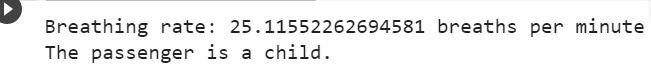 Breathing rate: 25.11552262694581 breaths per minute
The passenger is a child.